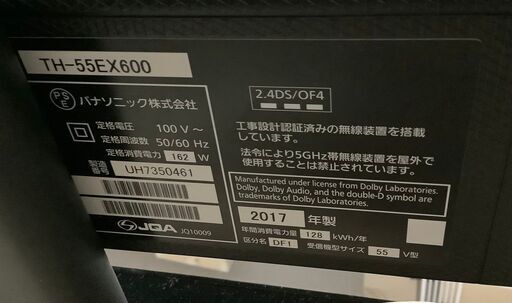 TH-55EX600
PSE
パナソニック株式会社
定格電圧 100 V～
定格周波数 50/60 Hz
定格消費電力 162 W
製造番号 UH7350461
JQA JQ10009
2.4DS/OF4
工事設計認証済みの無線装置を搭載
しています。
法令により5GHz帯無線装置を屋外で
使用することは禁止されています。
Manufactured under license from Dolby Laboratories.
Dolby, Dolby Audio, and the double-D symbol are
trademarks of Dolby Laboratories.
2017 年製
年間消費電力量 128 kWh/年
区分名 DF1 受信機型サイズ 55 V型